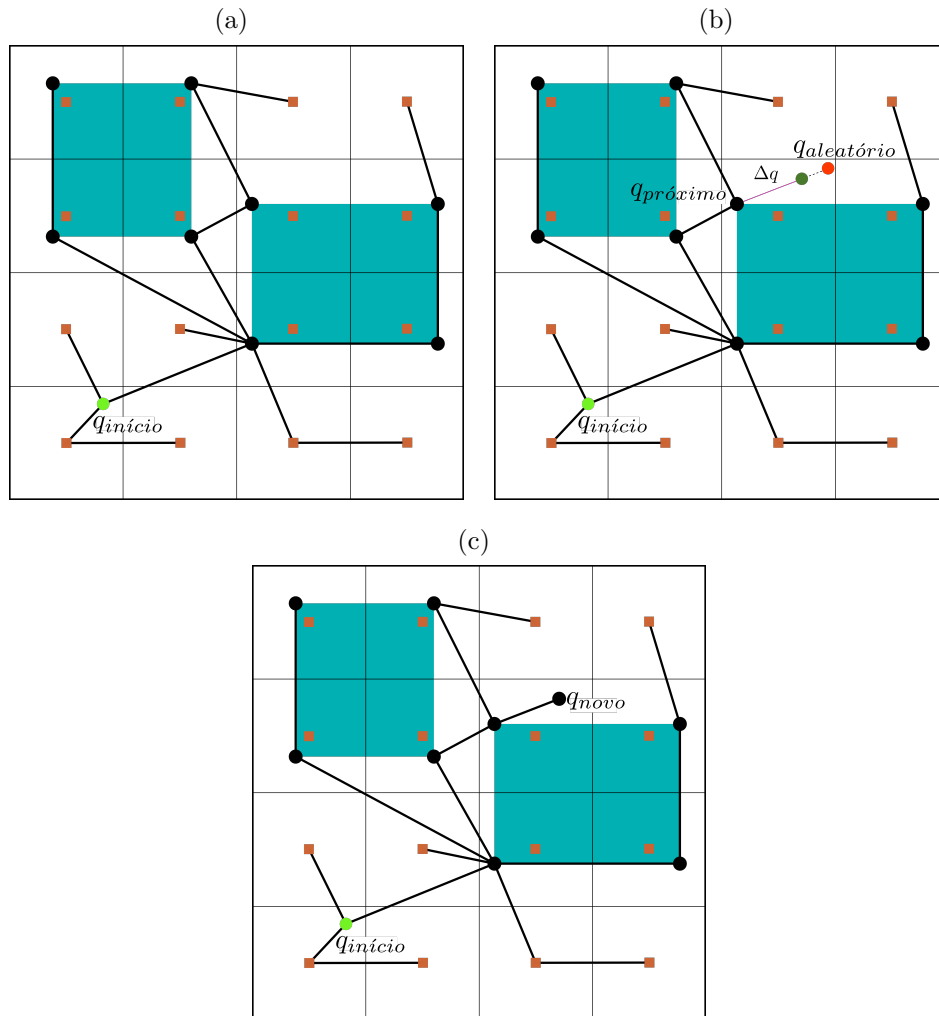 (a)
(b)
q_aleatório
Δq
q_próximo
q_início
q_início
(c)
q_novo
q_início